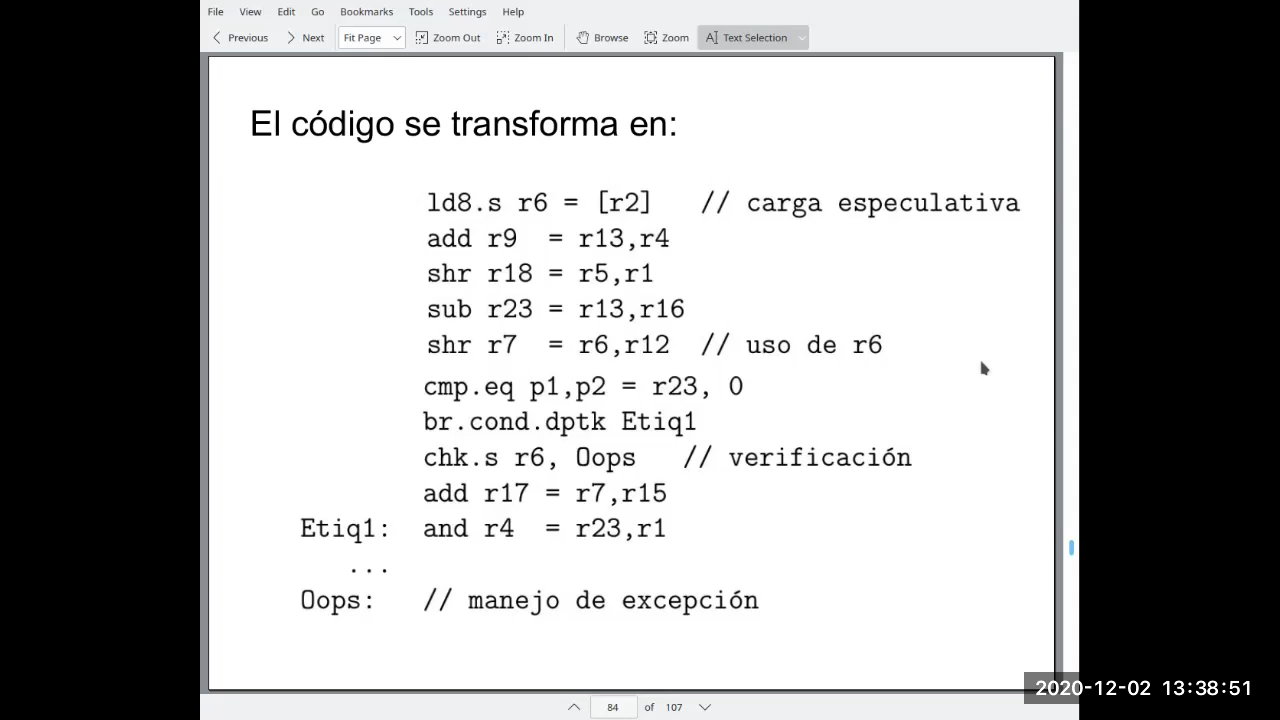 File View Edit Go Bookmarks Tools Settings Help
Previous Next Fit Page Zoom Out Zoom In Browse Zoom Text Selection
El código se transforma en:
ld8.s r6 = [r2] // carga especulativa
add r9 = r13,r4
shr r18 = r5,r1
sub r23 = r13,r16
shr r7 = r6,r12 // uso de r6
cmp.eq p1,p2 = r23, 0
br.cond.dptk Etiq1
chk.s r6, Oops // verificación
add r17 = r7,r15
Etiq1: and r4 = r23,r1
...
Oops: // manejo de excepción
2020-12-02 13:38:51
84 of 107